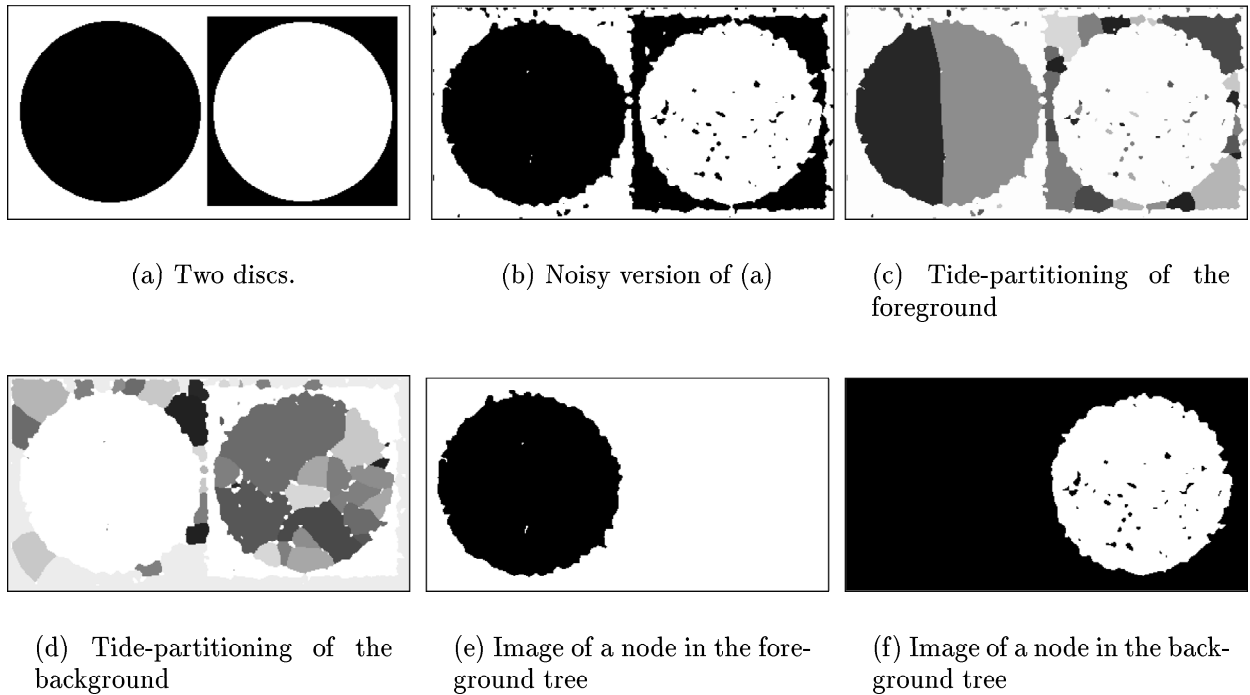 (a) Two discs.
(b) Noisy version of (a)
(c) Tide-partitioning of the
foreground
(d) Tide-partitioning of the
background
(e) Image of a node in the fore-
ground tree
(f) Image of a node in the back-
ground tree